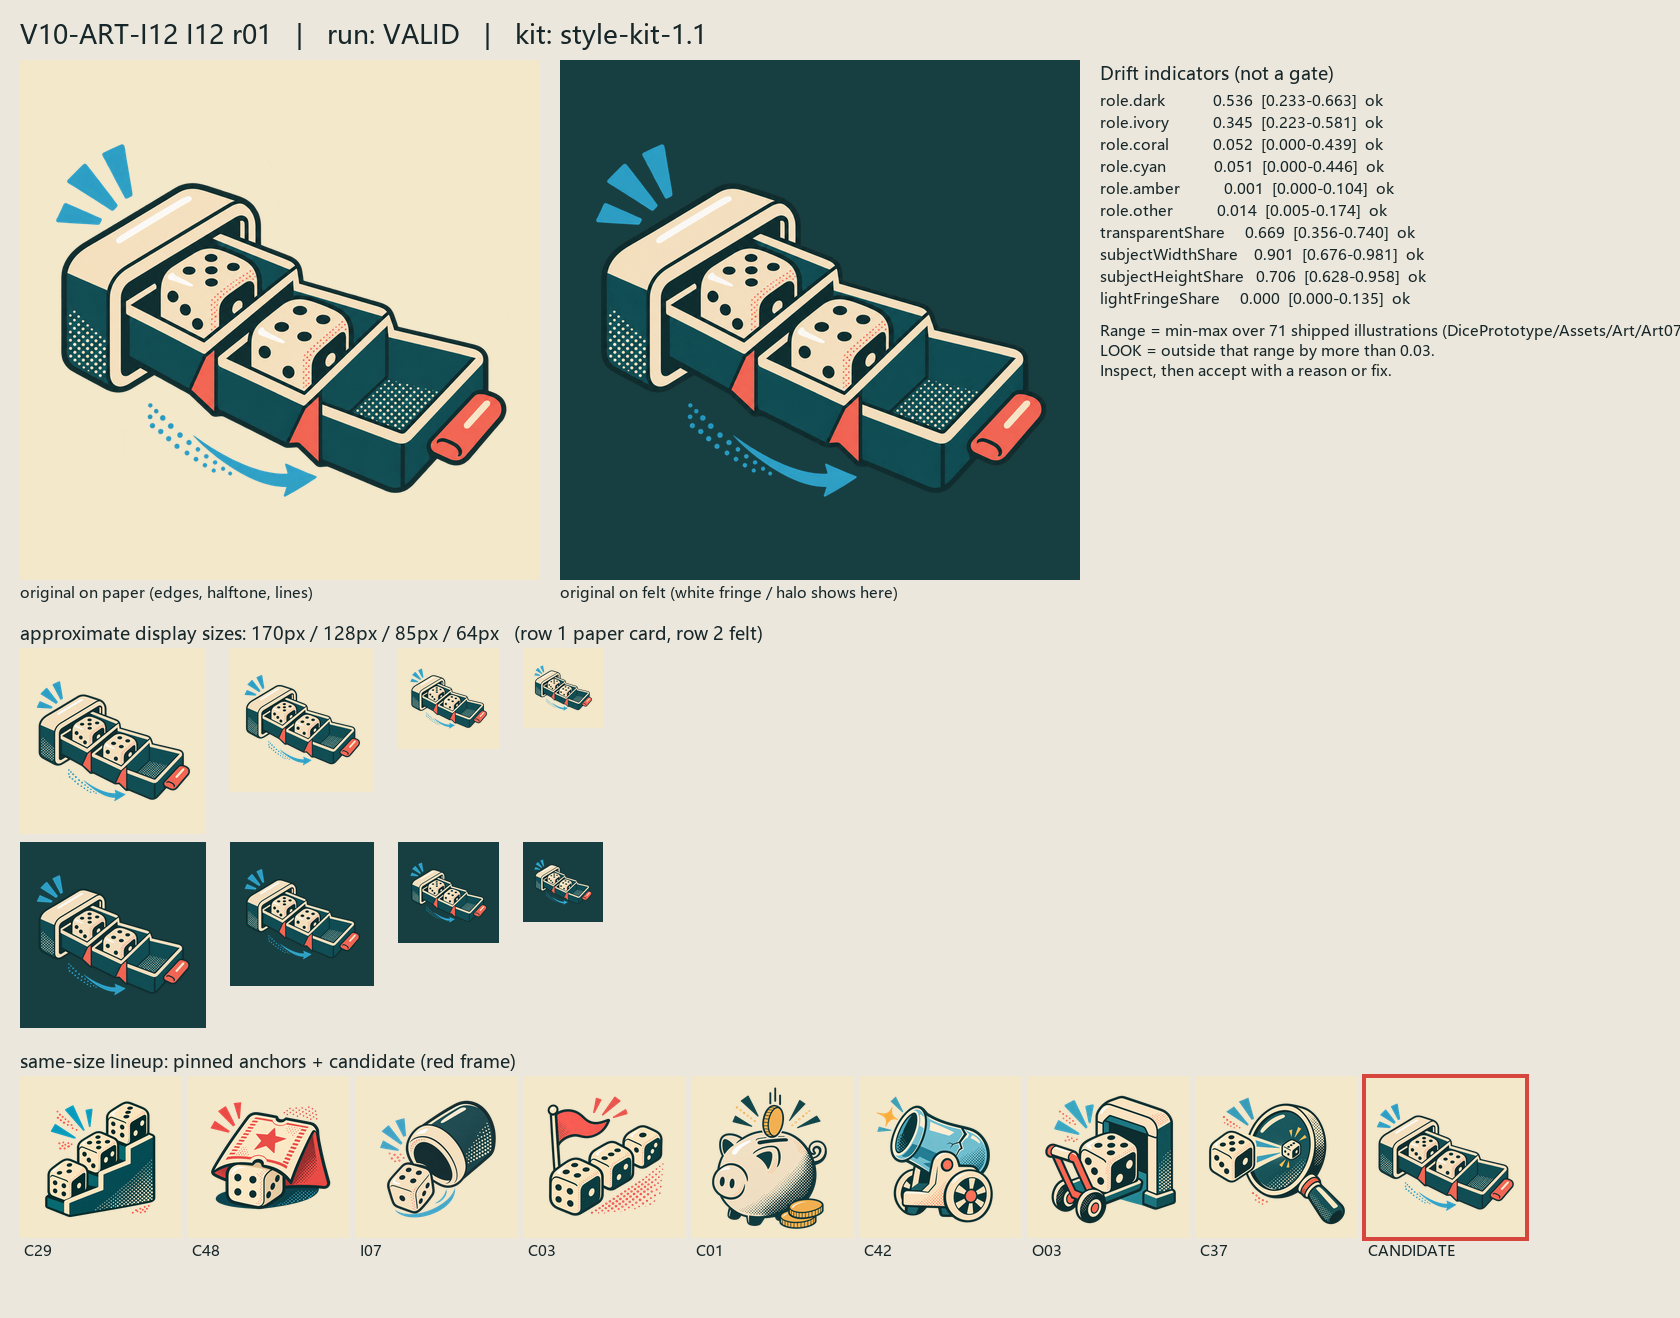 V10-ART-I12 I12 r01 | run: VALID | kit: style-kit-1.1
Drift indicators (not a gate)
role.dark 0.536 [0.233-0.663] ok
role.ivory 0.345 [0.223-0.581] ok
role.coral 0.052 [0.000-0.439] ok
role.cyan 0.051 [0.000-0.446] ok
role.amber 0.001 [0.000-0.104] ok
role.other 0.014 [0.005-0.174] ok
transparentShare 0.669 [0.356-0.740] ok
subjectWidthShare 0.901 [0.676-0.981] ok
subjectHeightShare 0.706 [0.628-0.958] ok
lightFringeShare 0.000 [0.000-0.135] ok
Range = min-max over 71 shipped illustrations (DicePrototype/Assets/Art/Art07
LOOK = outside that range by more than 0.03.
Inspect, then accept with a reason or fix.
original on paper (edges, halftone, lines)
original on felt (white fringe / halo shows here)
approximate display sizes: 170px / 128px / 85px / 64px (row 1 paper card, row 2 felt)
same-size lineup: pinned anchors + candidate (red frame)
C29
C48
I07
C03
C01
C42
O03
C37
CANDIDATE